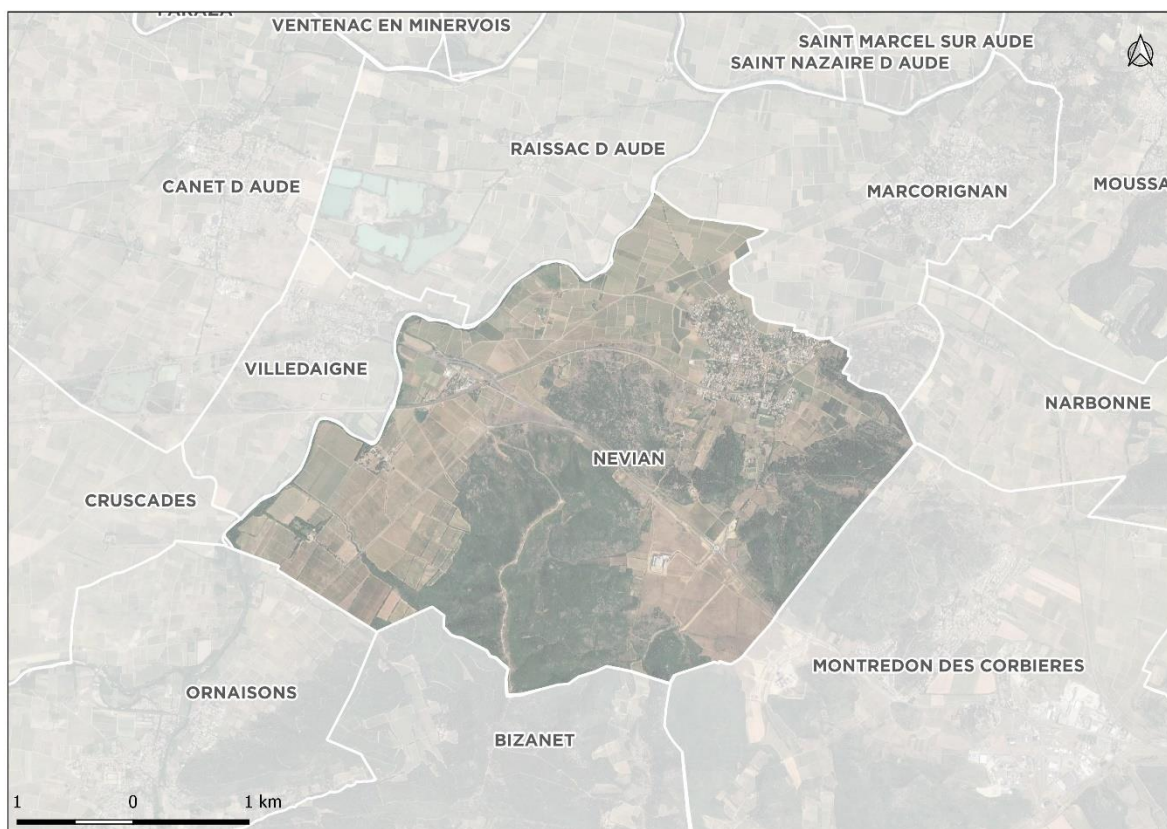 VENTENAC EN MINERVOIS
SAINT MARCEL SUR AUDE
SAINT NAZAIRE D AUDE
RAISSAC D AUDE
CANET D AUDE
MARCORIGNAN
MOUSSA
VILLEDAIGNE
NARBONNE
NEVIAN
CRUSCADES
MONTREDON DES CORBIERES
ORNAISONS
BIZANET
1 0 1 km